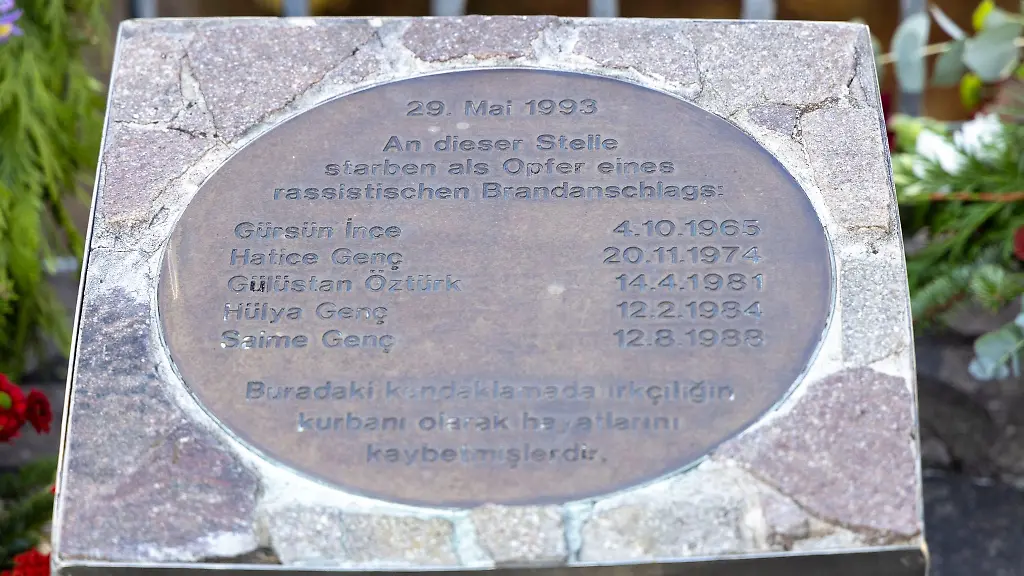 29. Mai 1993
An dieser Stelle
starben als Opfer eines
rassistischen Brandanschlags:
Gürsün İnçe 4.10.1965
Hatice Genç 20.11.1974
Gülüstan Öztürk 14.4.1981
Hülya Genç 12.2.1984
Saime Genç 12.8.1988
Buradaki kundaklamada ırkçiliğin
kurbanı olarak hayatlarını
kaybetmişlerdir.